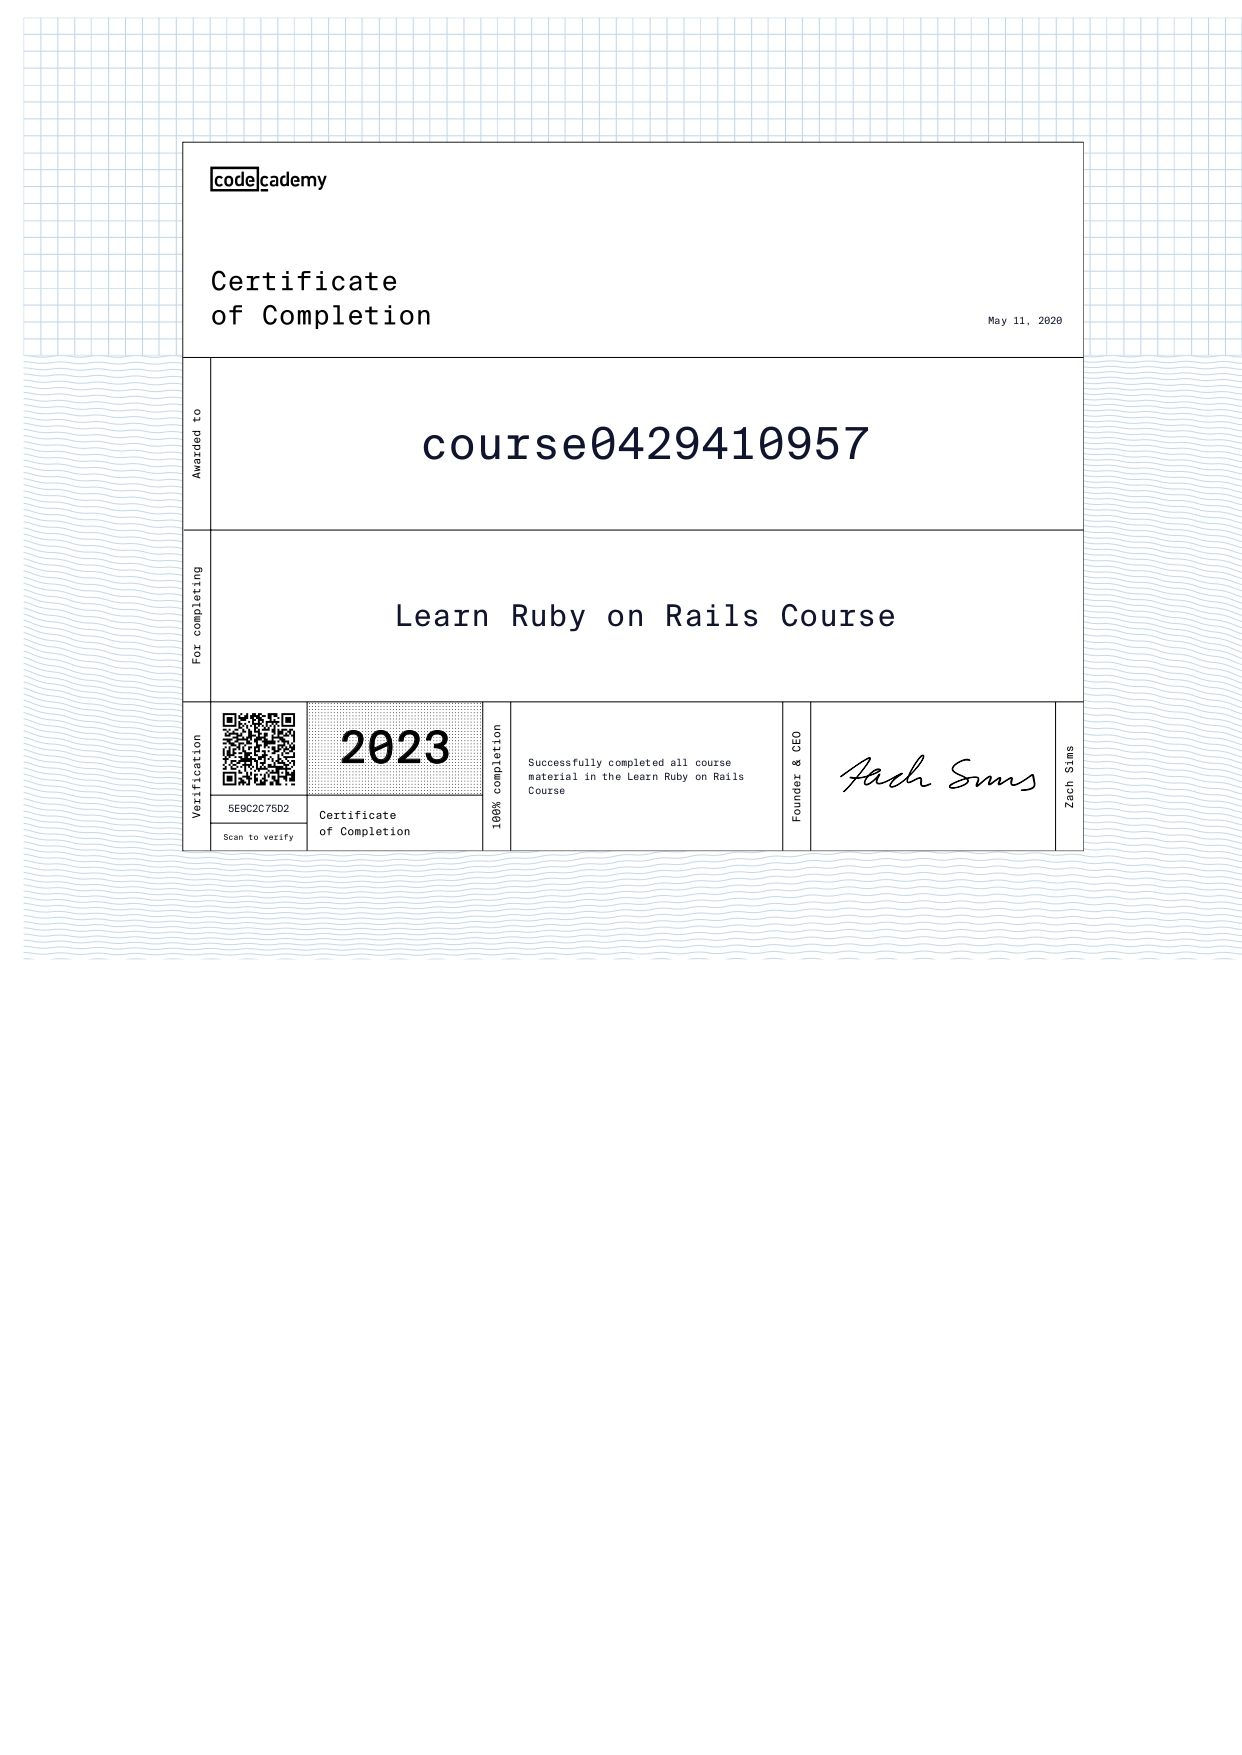 codecademy
Certificate
of Completion
May 11, 2020
Awarded to
course0429410957
For completing
Learn Ruby on Rails Course
Verification
5E9C2C75D2
Scan to verify
2023
Certificate
of Completion
100% completion
Successfully completed all course
material in the Learn Ruby on Rails
Course
Founder & CEO
Zach Sims
Zach Sims